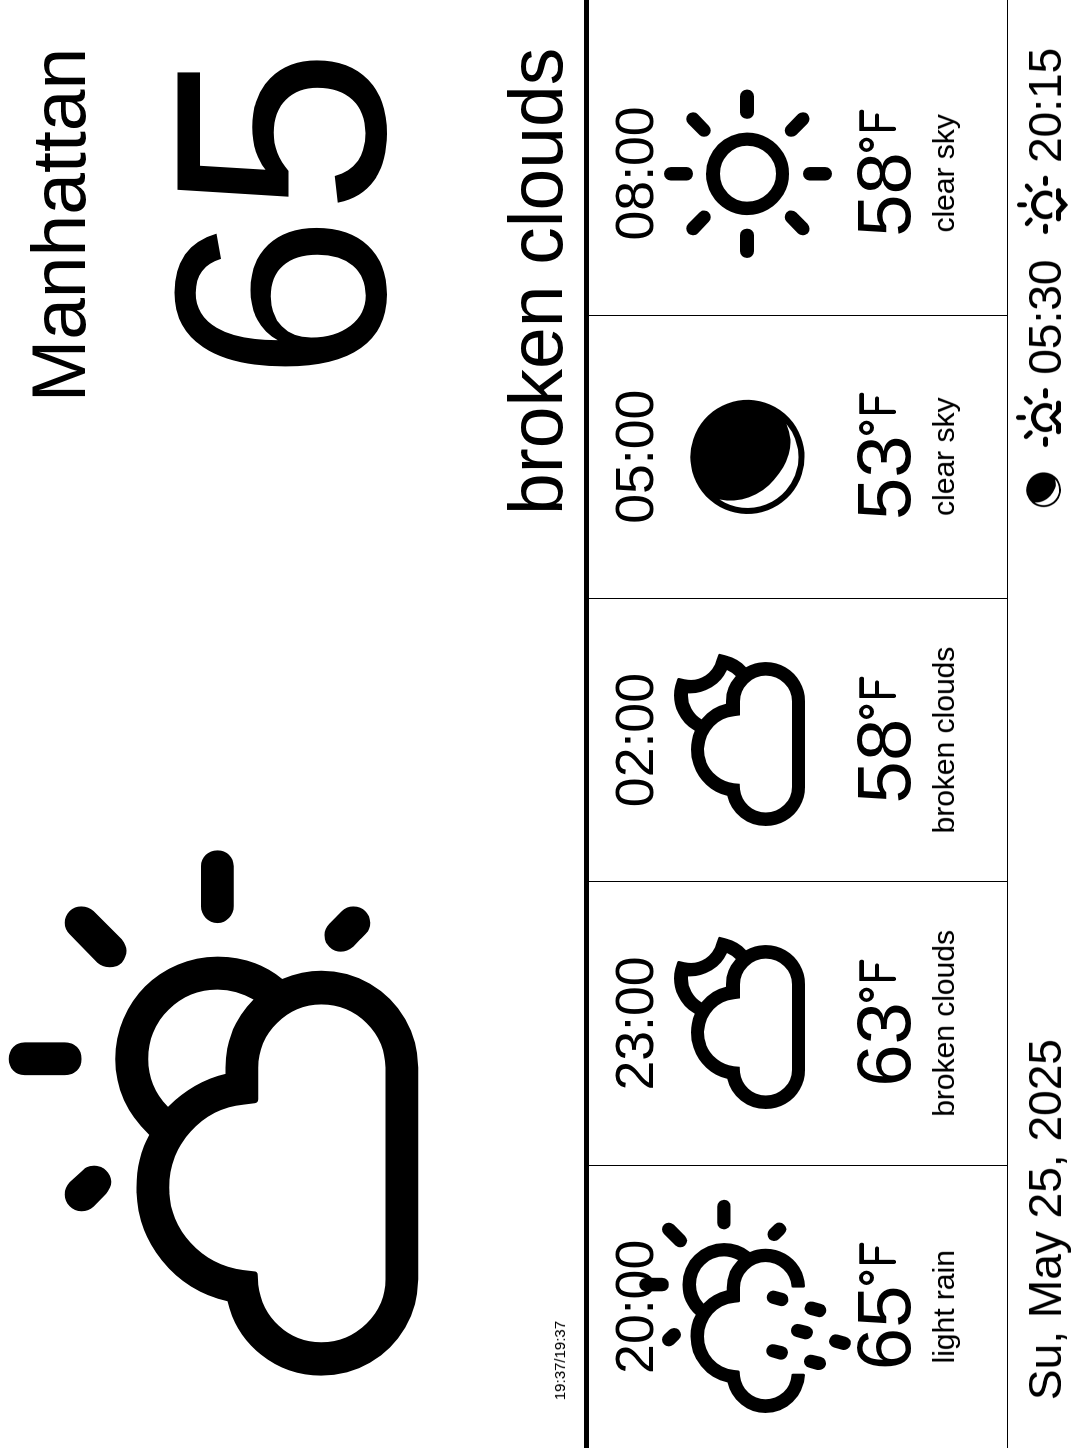 Manhattan
65
broken clouds
19:37/19:37
20:00
65°F
light rain
23:00
63°F
broken clouds
02:00
58°F
broken clouds
05:00
53°F
clear sky
08:00
58°F
clear sky
Su, May 25, 2025
05:30
20:15